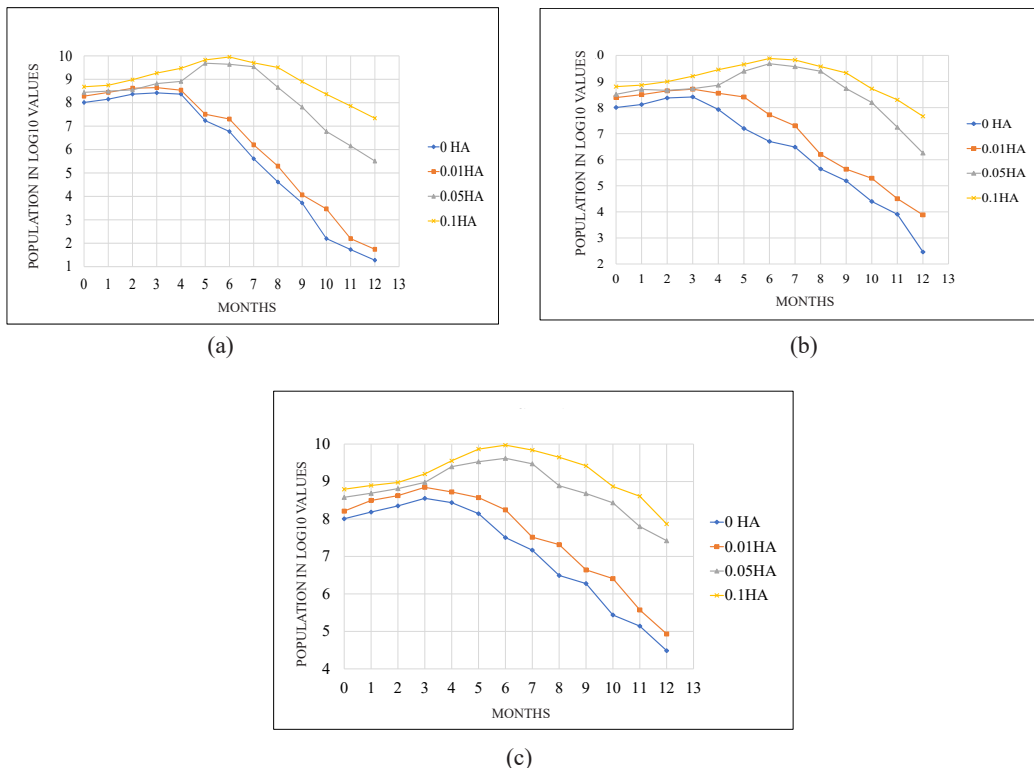 POPULATION IN LOG10 VALUES
10
9
8
7
6
5
4
3
2
1
0 1 2 3 4 5 6 7 8 9 10 11 12 13
MONTHS
0 HA
0.01HA
0.05HA
0.1HA
(a)
POPULATION IN LOG10 VALUES
0
9
8
7
6
5
4
3
2
0 1 2 3 4 5 6 7 8 9 10 11 12 13
MONTHS
0 HA
0.01HA
0.05HA
0.1HA
(b)
POPULATION IN LOG10 VALUES
10
9
8
7
6
5
4
0 1 2 3 4 5 6 7 8 9 10 11 12 13
MONTHS
0 HA
0.01HA
0.05HA
0.1HA
(c)